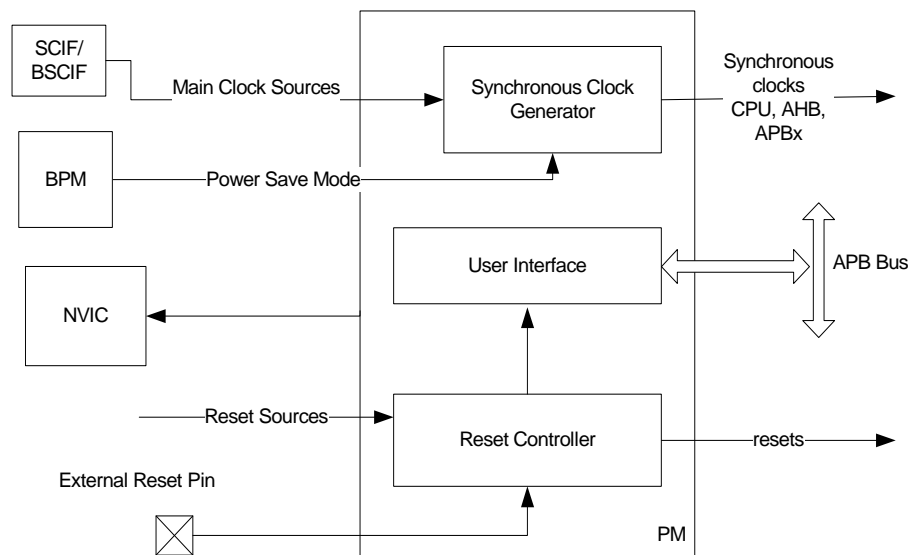 SCIF/
BSCIF
Main Clock Sources
Synchronous Clock
Generator
Synchronous
clocks
CPU, AHB,
APBx
BPM
Power Save Mode
User Interface
APB Bus
NVIC
Reset Sources
Reset Controller
resets
External Reset Pin
PM